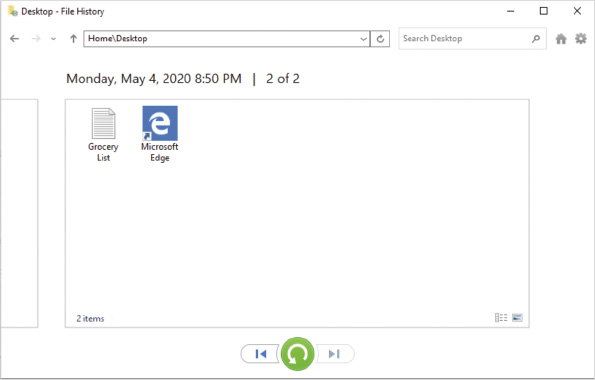 Desktop - File History
Home\Desktop
Search Desktop
Monday, May 4, 2020 8:50 PM | 2 of 2
Grocery
List
Microsoft
Edge
2 items